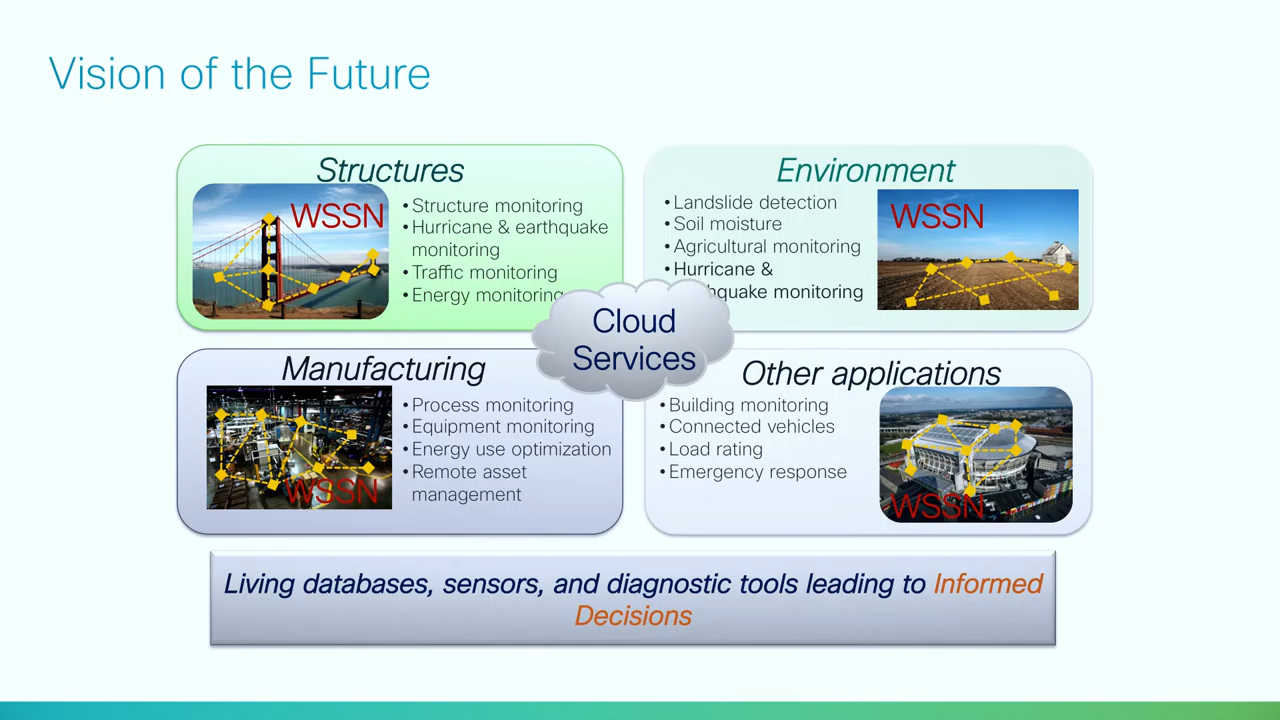 Vision of the Future
Structures
WSSN
• Structure monitoring
• Hurricane & earthquake
monitoring
• Traffic monitoring
• Energy monitoring
Environment
• Landslide detection
• Soil moisture
• Agricultural monitoring
• Hurricane &
hquake monitoring
WSSN
Cloud
Services
Manufacturing
WSSN
• Process monitoring
• Equipment monitoring
• Energy use optimization
• Remote asset
management
Other applications
• Building monitoring
• Connected vehicles
• Load rating
• Emergency response
WSSN
Living databases, sensors, and diagnostic tools leading to Informed
Decisions